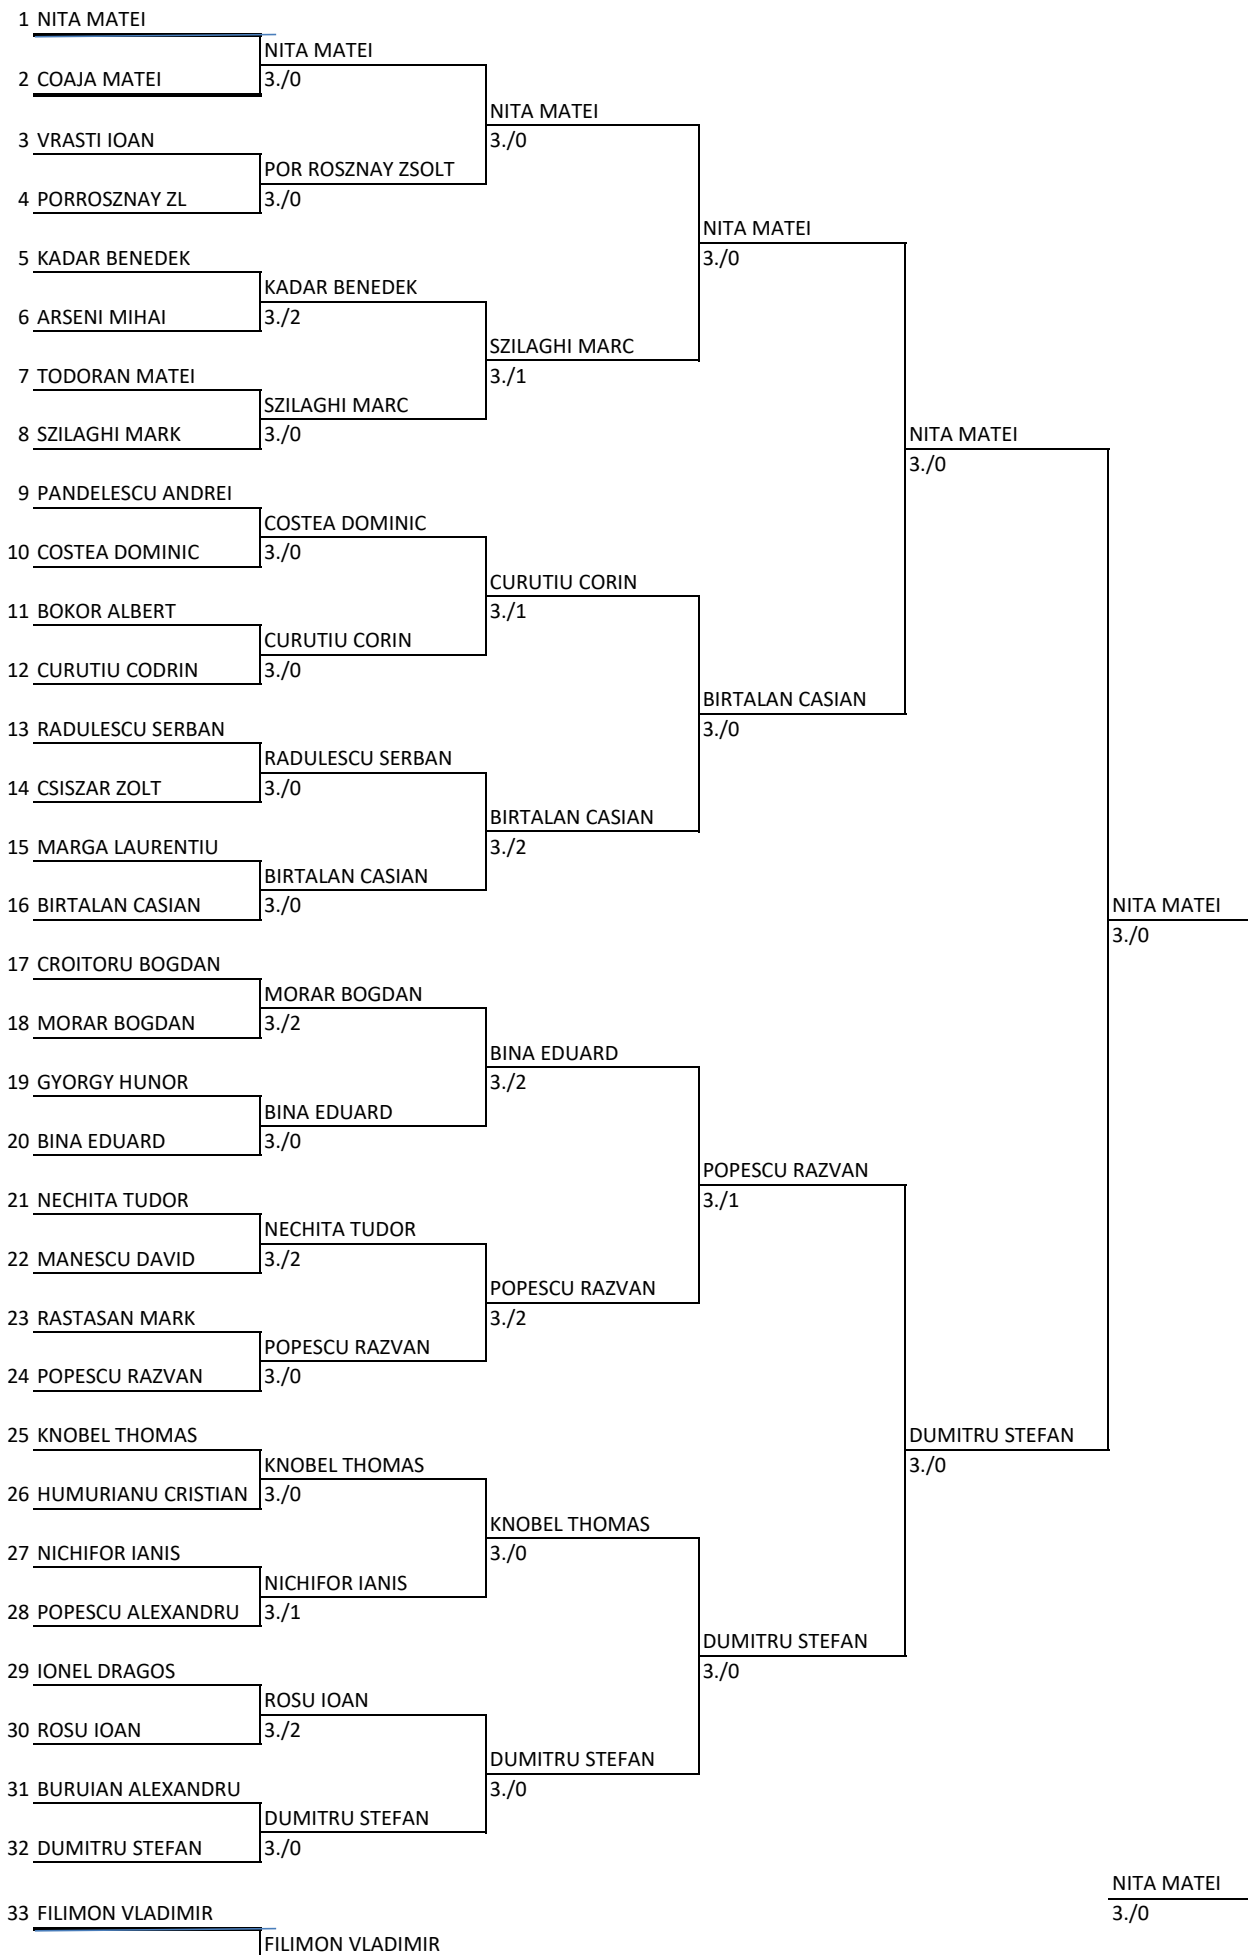 1 NITA MATEI
NITA MATEI
2 COAJA MATEI 3./0
NITA MATEI
3 VRASTI IOAN 3./0
POR ROSZNAY ZSOLT
4 PORROSZNAY ZL 3./0
NITA MATEI
5 KADAR BENEDEK 3./0
KADAR BENEDEK
6 ARSENI MIHAI 3./2
SZILAGHI MARC
7 TODORAN MATEI 3./1
SZILAGHI MARC
8 SZILAGHI MARK 3./0 NITA MATEI
3./0
9 PANDELESCU ANDREI
COSTEA DOMINIC
10 COSTEA DOMINIC 3./0
CURUTIU CORIN
11 BOKOR ALBERT 3./1
CURUTIU CORIN
12 CURUTIU CODRIN 3./0
BIRTALAN CASIAN
13 RADULESCU SERBAN 3./0
RADULESCU SERBAN
14 CSISZAR ZOLT 3./0
BIRTALAN CASIAN
15 MARGA LAURENTIU 3./2
BIRTALAN CASIAN
16 BIRTALAN CASIAN 3./0 NITA MATEI
3./0
17 CROITORU BOGDAN
MORAR BOGDAN
18 MORAR BOGDAN 3./2
BINA EDUARD
19 GYORGY HUNOR 3./2
BINA EDUARD
20 BINA EDUARD 3./0
POPESCU RAZVAN
21 NECHITA TUDOR 3./1
NECHITA TUDOR
22 MANESCU DAVID 3./2
POPESCU RAZVAN
23 RASTASAN MARK 3./2
POPESCU RAZVAN
24 POPESCU RAZVAN 3./0
25 KNOBEL THOMAS DUMITRU STEFAN
KNOBEL THOMAS 3./0
26 HUMURIANU CRISTIAN 3./0
KNOBEL THOMAS
27 NICHIFOR IANIS 3./0
NICHIFOR IANIS
28 POPESCU ALEXANDRU 3./1
DUMITRU STEFAN
29 IONEL DRAGOS 3./0
ROSU IOAN
30 ROSU IOAN 3./2
DUMITRU STEFAN
31 BURUIAN ALEXANDRU 3./0
DUMITRU STEFAN
32 DUMITRU STEFAN 3./0
NITA MATEI
33 FILIMON VLADIMIR 3./0
FILIMON VLADIMIR